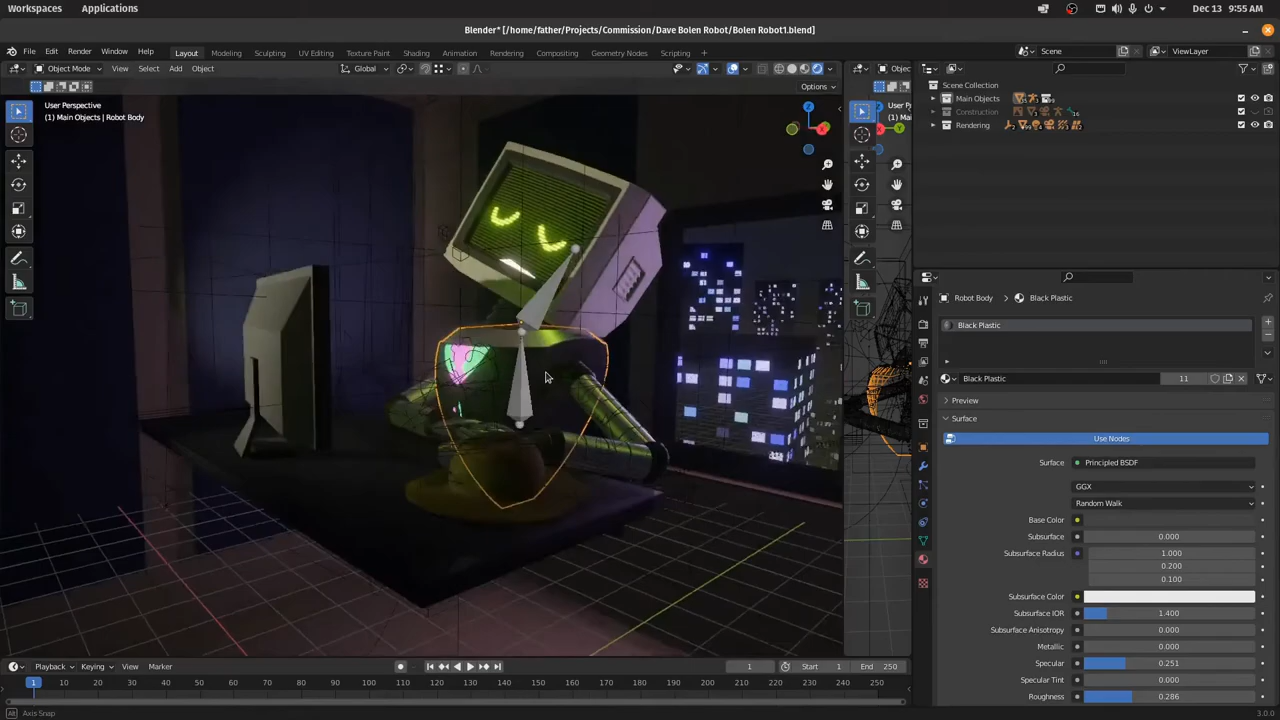 Workspaces Applications Dec 13 9:55 AM
Blender* [/home/father/Projects/Commission/Dave Bolen Robot/Bolen Robot1.blend]
File Edit Render Window Help Layout Modeling Sculpting UV Editing Texture Paint Shading Animation Rendering Compositing Geometry Nodes Scripting Scene ViewLayer
Object Mode View Select Add Object Global Objec
Options
User Perspective
(1) Main Objects | Robot Body
User Pe
(1) Ma
Scene Collection
Main Objects
Construction
Rendering
Robot Body Black Plastic
Black Plastic
Black Plastic 11
Preview
Surface
Use Nodes
Surface Principled BSDF
GGX
Random Walk
Base Color
Subsurface 0.000
Subsurface Radius 1.000
0.200
0.100
Subsurface Color
Subsurface IOR 1.400
Subsurface Anisotropy 0.000
Metallic 0.000
Specular 0.251
Specular Tint 0.000
Roughness 0.286
Playback Keying View Marker 1 Start 1 End 250
1 10 20 30 40 50 60 70 80 90 100 110 120 130 140 150 160 170 180 190 200 210 220 230 240 250
Axis Snap 3.0.0